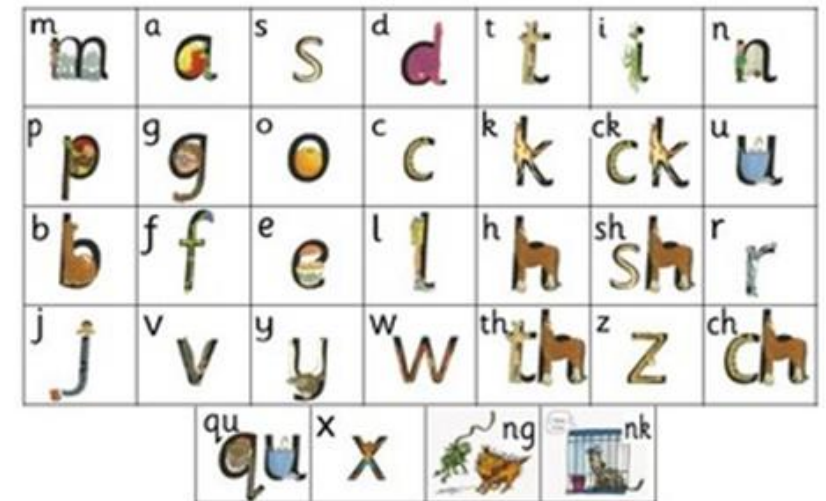 m a s d t i n
p g o c k ck u
b f e l h sh r
j v y w th z ch
qu x ng nk